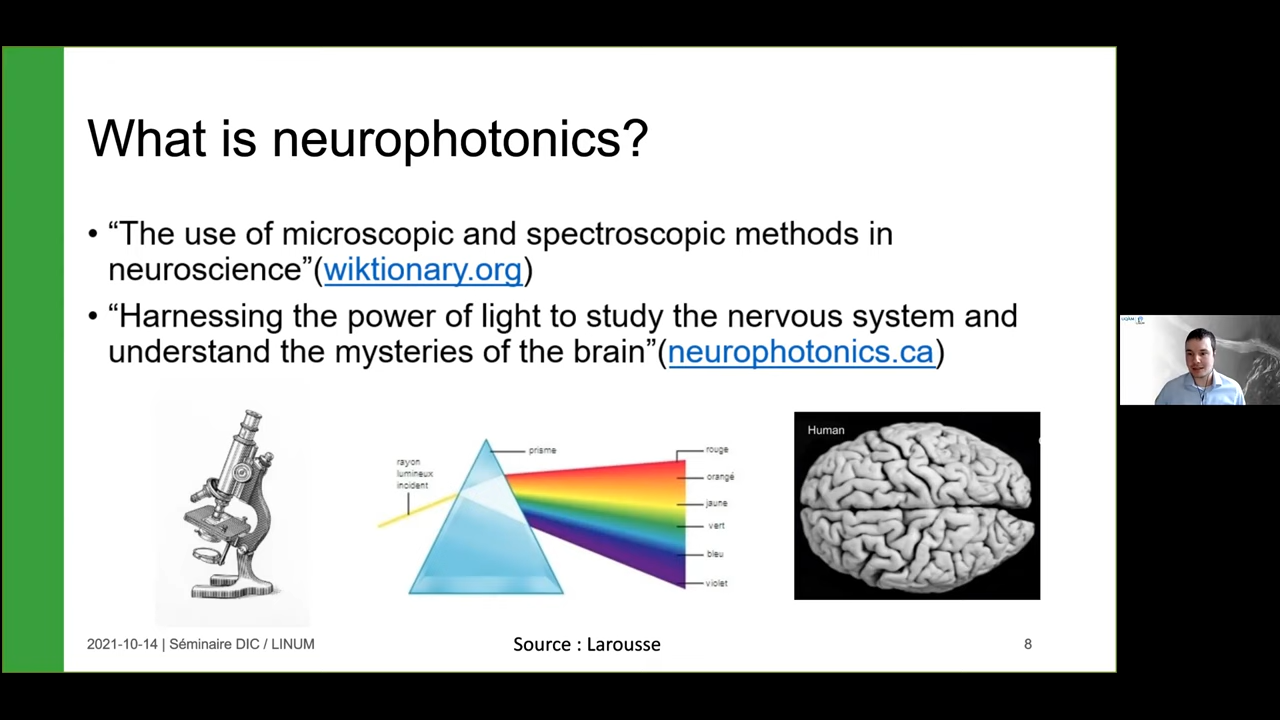 What is neurophotonics?
• “The use of microscopic and spectroscopic methods in
neuroscience”(wiktionary.org)
• “Harnessing the power of light to study the nervous system and
understand the mysteries of the brain”(neurophotonics.ca)
rayon
lumineux
incident
prisme
rouge
orangé
jaune
vert
bleu
violet
Human
2021-10-14 | Séminaire DIC / LINUM
Source : Larousse
8
UQÀM